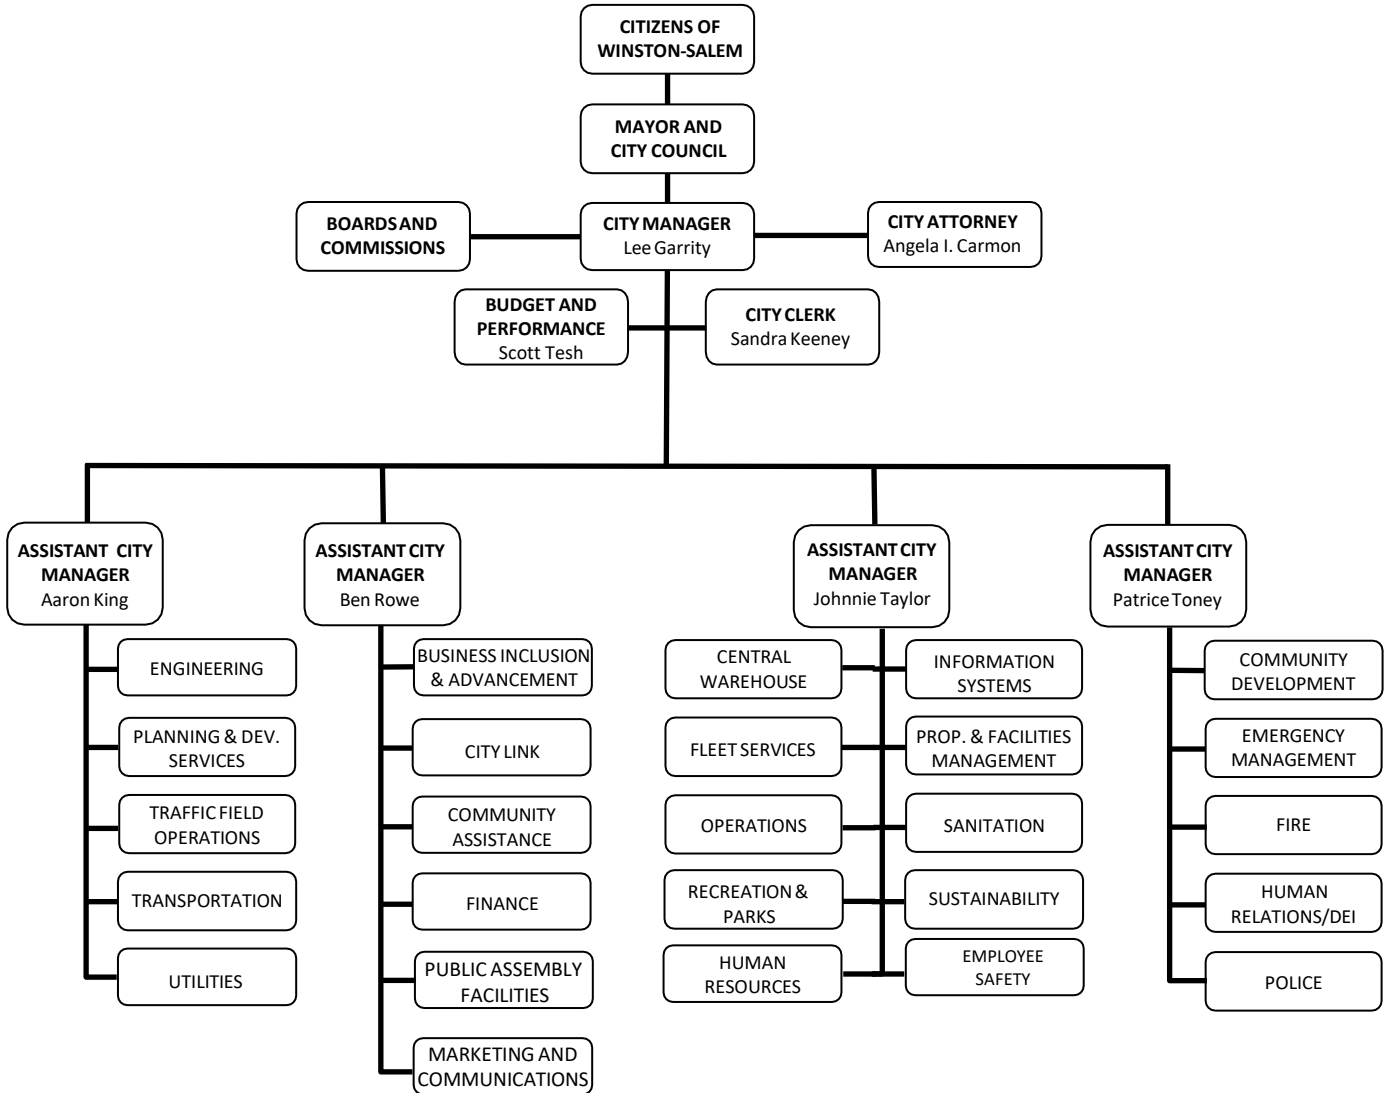 CITIZENS OF
WINSTON-SALEM
MAYOR AND
CITY COUNCIL
BOARDS AND
COMMISSIONS
CITY MANAGER
Lee Garrity
CITY ATTORNEY
Angela I. Carmon
BUDGET AND
PERFORMANCE
Scott Tesh
CITY CLERK
Sandra Keeney
ASSISTANT CITY
MANAGER
Aaron King
ASSISTANT CITY
MANAGER
Ben Rowe
ASSISTANT CITY
MANAGER
Johnnie Taylor
ASSISTANT CITY
MANAGER
Patrice Toney
ENGINEERING
PLANNING & DEV.
SERVICES
TRAFFIC FIELD
OPERATIONS
TRANSPORTATION
UTILITIES
BUSINESS INCLUSION
& ADVANCEMENT
CITY LINK
COMMUNITY
ASSISTANCE
FINANCE
PUBLIC ASSEMBLY
FACILITIES
MARKETING AND
COMMUNICATIONS
CENTRAL
WAREHOUSE
FLEET SERVICES
OPERATIONS
RECREATION &
PARKS
HUMAN
RESOURCES
INFORMATION
SYSTEMS
PROP. & FACILITIES
MANAGEMENT
SANITATION
SUSTAINABILITY
EMPLOYEE
SAFETY
COMMUNITY
DEVELOPMENT
EMERGENCY
MANAGEMENT
FIRE
HUMAN
RELATIONS/DEI
POLICE